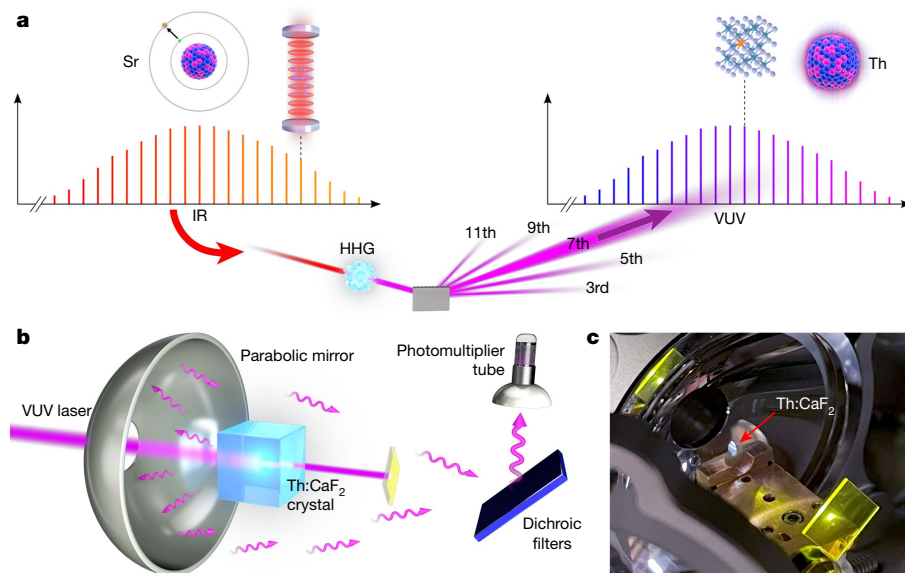 a
Sr
Th
IR
VUV
HHG
11th
9th
7th
5th
3rd
b
Parabolic mirror
VUV laser
Th:CaF₂
crystal
Photomultiplier
tube
Dichroic
filters
c
Th:CaF₂